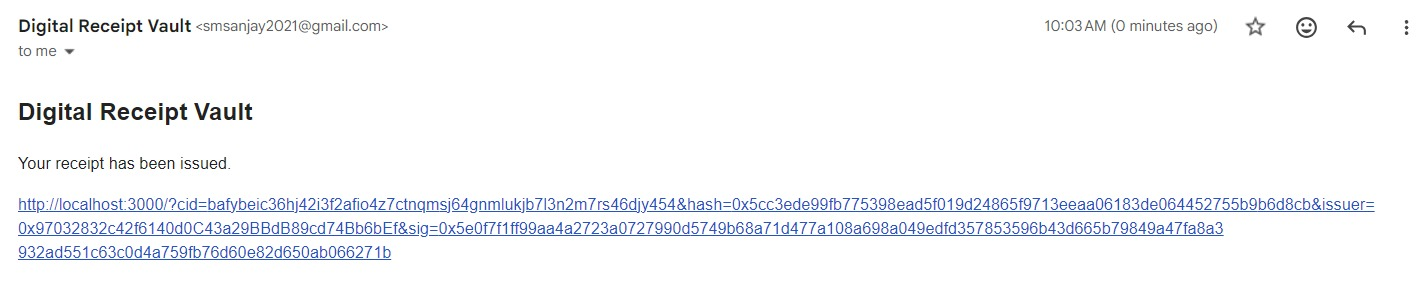 Digital Receipt Vault <smsanjay2021@gmail.com>
10:03 AM (0 minutes ago)
to me
Digital Receipt Vault
Your receipt has been issued.
http://localhost:3000/?cid=bafybeic36hj42i3f2afio4z7ctnqmsj64gnmlukjb7l3n2m7rs46djy454&hash=0x5cc3ede99fb775398ead5f019d24865f9713eeaa06183de064452755b9b6d8cb&issuer=
0x97032832c42f6140d0C43a29BBdB89cd74Bb6bEf&sig=0x5e0f7f1ff99aa4a2723a0727990d5749b68a71d477a108a698a049edfd357853596b43d665b79849a47fa8a3
932ad551c63c0d4a759fb76d60e82d650ab066271b